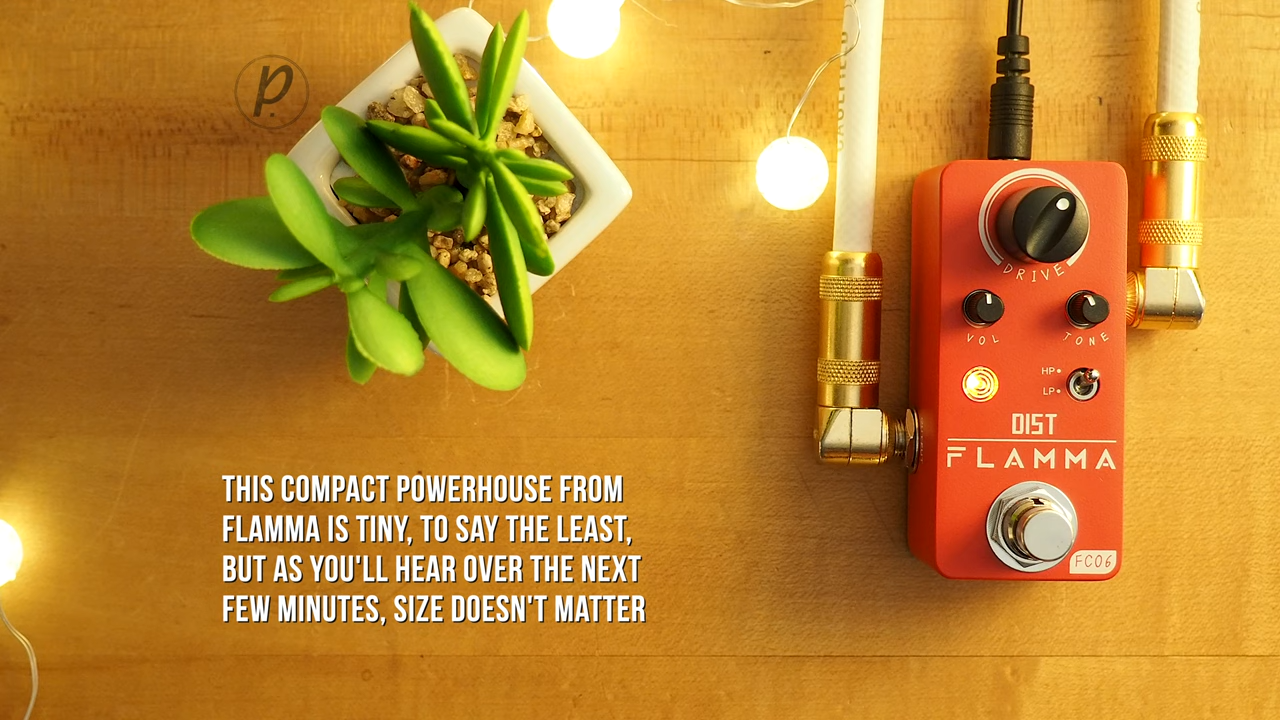 p.
THIS COMPACT POWERHOUSE FROM
FLAMMA IS TINY, TO SAY THE LEAST,
BUT AS YOU'LL HEAR OVER THE NEXT
FEW MINUTES, SIZE DOESN'T MATTER
DRIVE
VOL TONE
HP
LP
DIST
FLAMMA
FC06